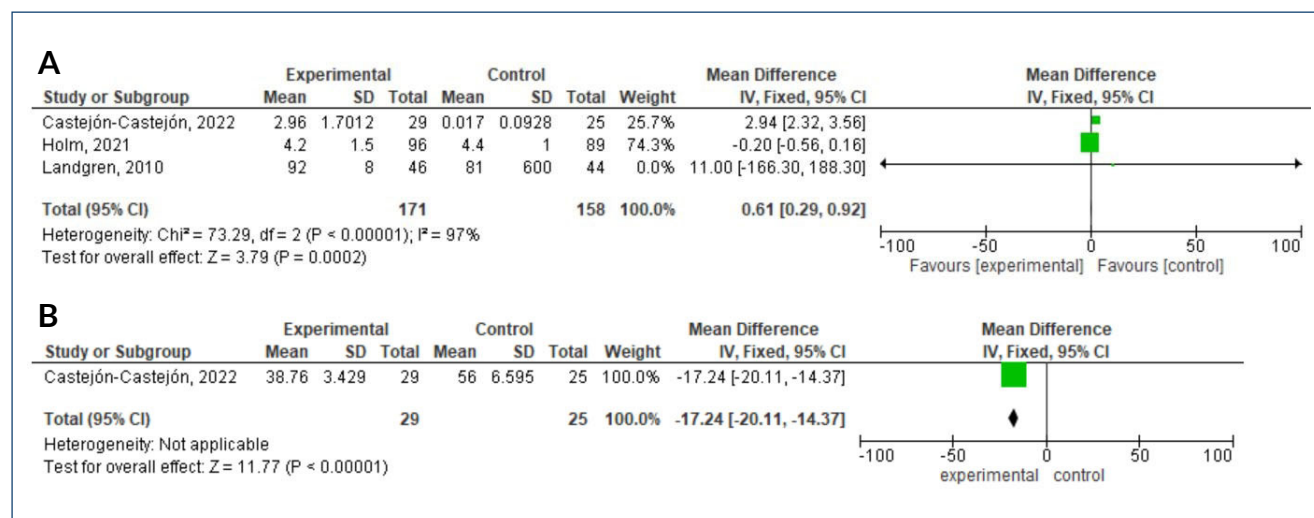 A
Experimental Control Mean Difference Mean Difference
Study or Subgroup Mean SD Total Mean SD Total Weight IV, Fixed, 95% CI IV, Fixed, 95% CI
Castejón-Castejón, 2022 2.96 1.7012 29 0.017 0.0928 25 25.7% 2.94 [2.32, 3.56]
Holm, 2021 4.2 1.5 96 4.4 1 89 74.3% -0.20 [-0.56, 0.16]
Landgren, 2010 92 8 46 81 600 44 0.0% 11.00 [-166.30, 188.30]
Total (95% CI) 171 158 100.0% 0.61 [0.29, 0.92]
Heterogeneity: Chi² = 73.29, df = 2 (P < 0.00001); I² = 97%
Test for overall effect: Z = 3.79 (P = 0.0002)
-100 -50 0 50 100
Favours [experimental] Favours [control]
B
Experimental Control Mean Difference Mean Difference
Study or Subgroup Mean SD Total Mean SD Total Weight IV, Fixed, 95% CI IV, Fixed, 95% CI
Castejón-Castejón, 2022 38.76 3.429 29 56 6.595 25 100.0% -17.24 [-20.11, -14.37]
Total (95% CI) 29 25 100.0% -17.24 [-20.11, -14.37]
Heterogeneity: Not applicable
Test for overall effect: Z = 11.77 (P < 0.00001)
-100 -50 0 50 100
experimental control